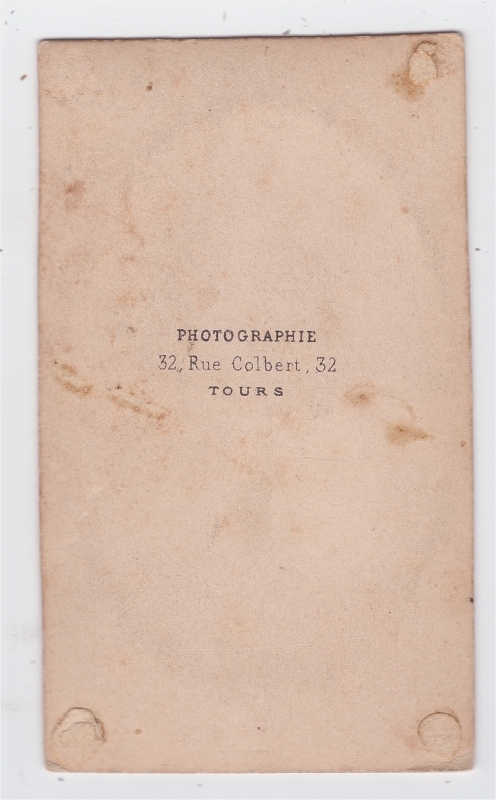 PHOTOGRAPHIE
32, Rue Colbert, 32
TOURS